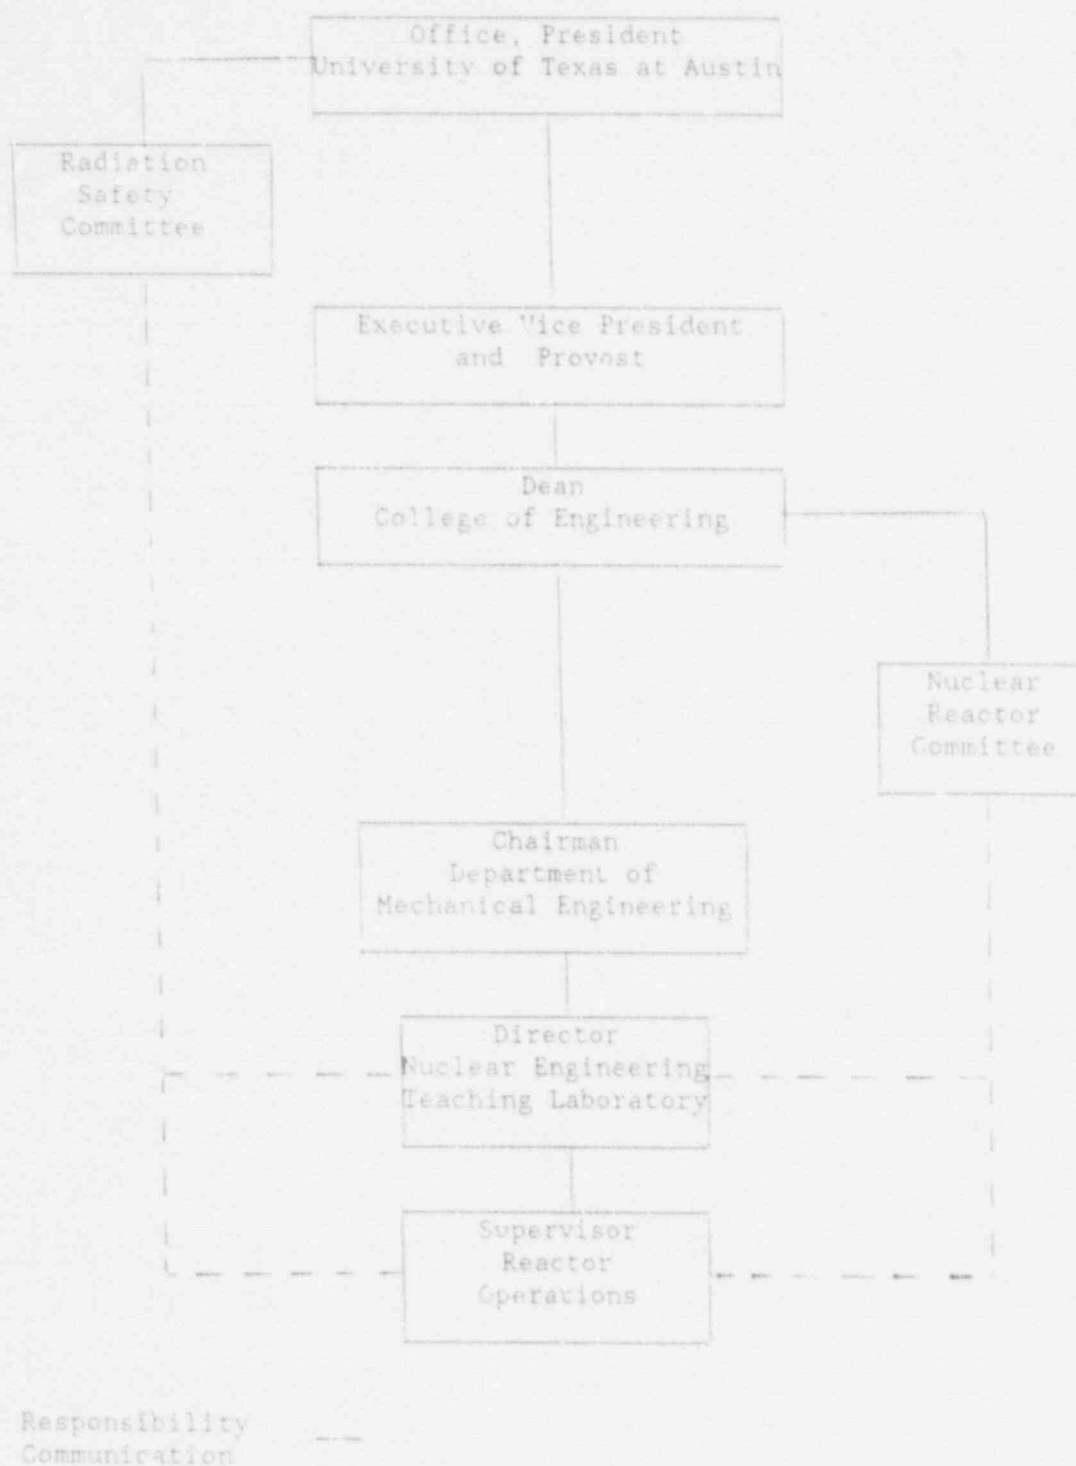 Office, President
University of Texas at Austin
Radiation
Safety
Committee
Executive Vice President
and Provost
Dean
College of Engineering
Nuclear
Reactor
Committee
Chairman
Department of
Mechanical Engineering
Director
Nuclear Engineering
Teaching Laboratory
Supervisor
Reactor
Operations
Responsibility
Communication